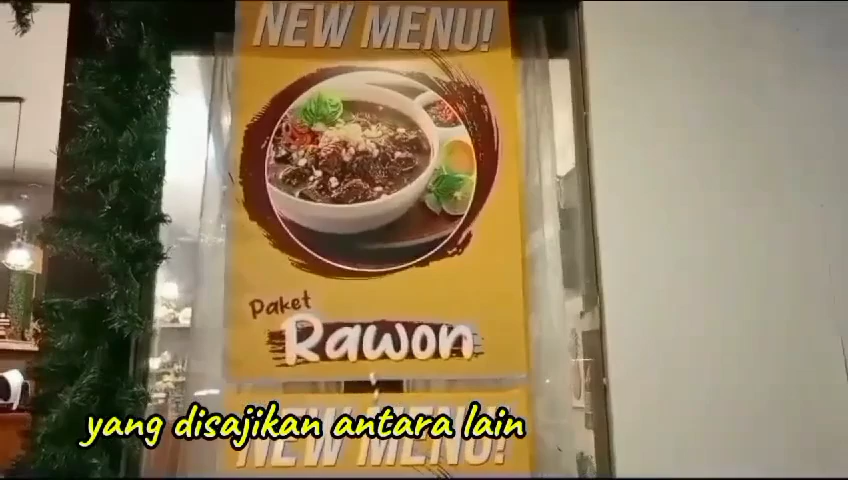 NEW MENU!
Paket
Rawon
yang disajikan antara lain
NEW MENU!